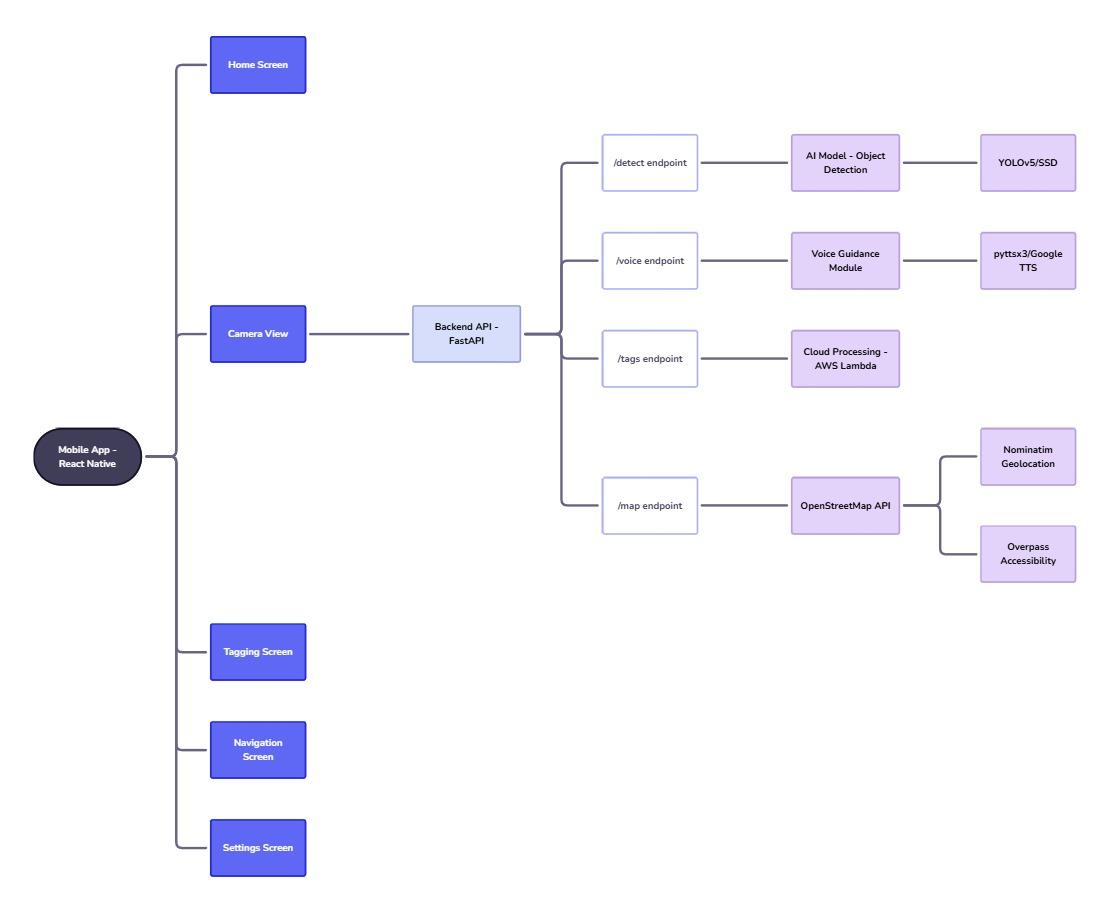 Home Screen
/detect endpoint
AI Model - Object
Detection
YOLOv5/SSD
/voice endpoint
Voice Guidance
Module
pyttsx3/Google
TTS
Camera View
Backend API -
FastAPI
/tags endpoint
Cloud Processing -
AWS Lambda
Mobile App -
React Native
Nominatim
Geolocation
/map endpoint
OpenStreetMap API
Overpass
Accessibility
Tagging Screen
Navigation
Screen
Settings Screen